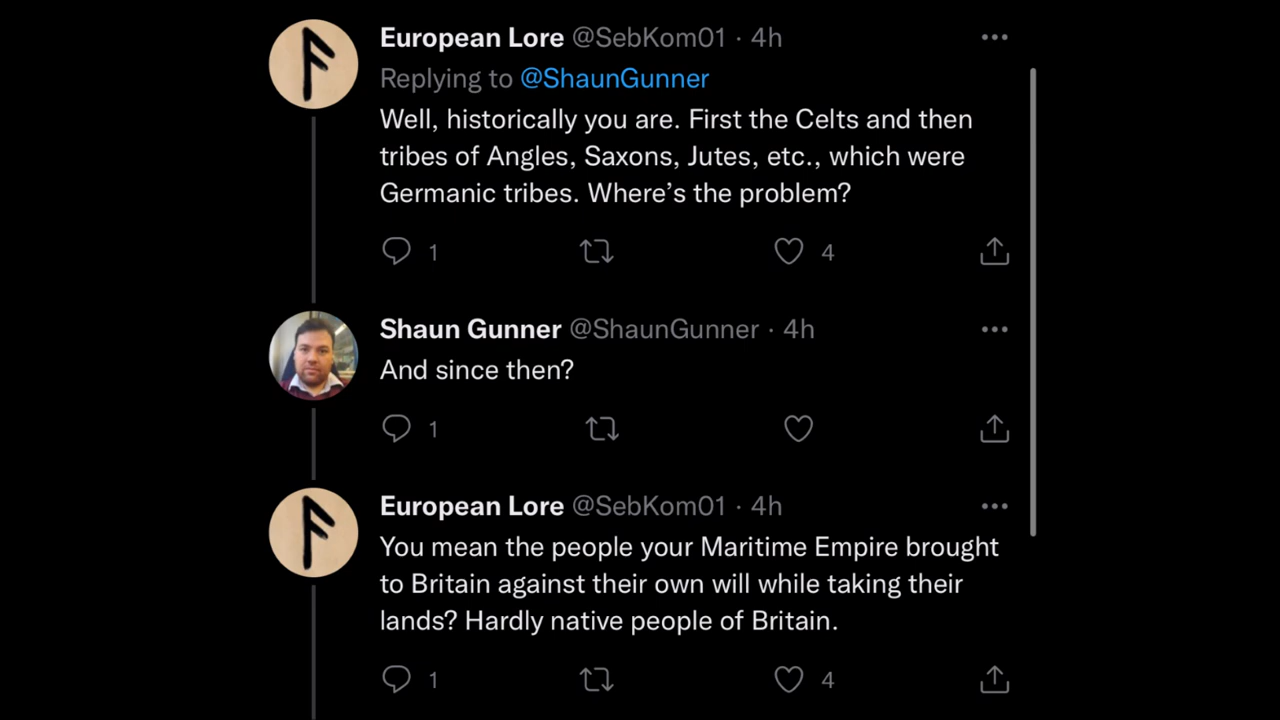 European Lore @SebKom01 · 4h
Replying to @ShaunGunner
Well, historically you are. First the Celts and then
tribes of Angles, Saxons, Jutes, etc., which were
Germanic tribes. Where’s the problem?
1 4
Shaun Gunner @ShaunGunner · 4h
And since then?
1
European Lore @SebKom01 · 4h
You mean the people your Maritime Empire brought
to Britain against their own will while taking their
lands? Hardly native people of Britain.
1 4